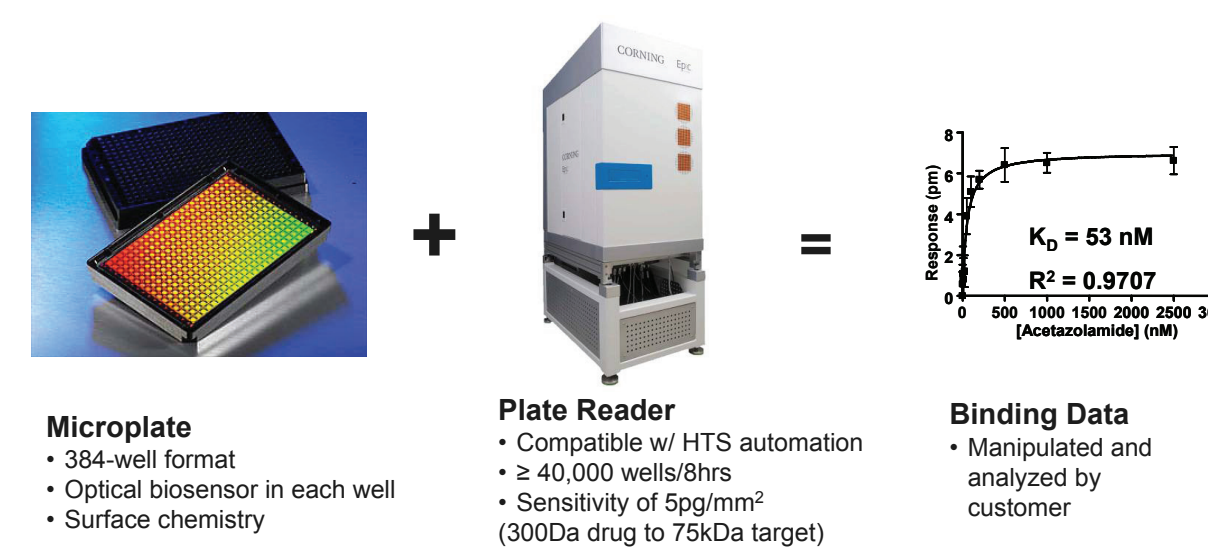 CORNING Epic
CORNING
Epic
+
=
8
6
4
2
0
Response (pm)
K_D = 53 nM
R² = 0.9707
0 500 1000 1500 2000 2500
[Acetazolamide] (nM)
Microplate
• 384-well format
• Optical biosensor in each well
• Surface chemistry
Plate Reader
• Compatible w/ HTS automation
• ≥ 40,000 wells/8hrs
• Sensitivity of 5pg/mm²
(300Da drug to 75kDa target)
Binding Data
• Manipulated and
analyzed by
customer